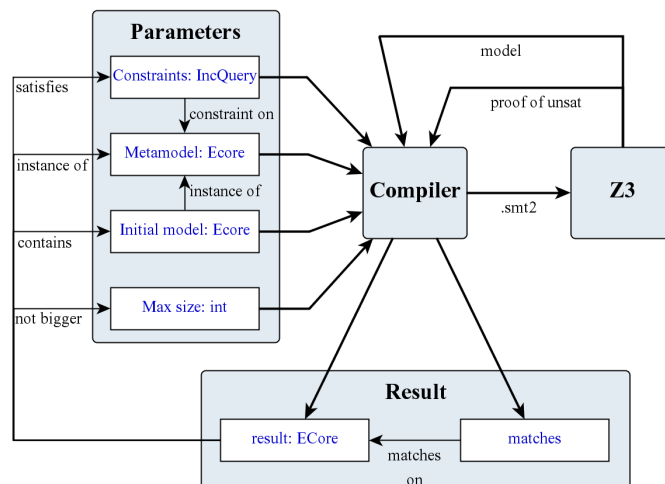 Parameters
model
Constraints: IncQuery
satisfies
proof of unsat
constraint on
Metamodel: Ecore
instance of
instance of
Compiler
Z3
.smt2
Initial model: Ecore
contains
Max size: int
not bigger
Result
result: ECore
matches
matches
on